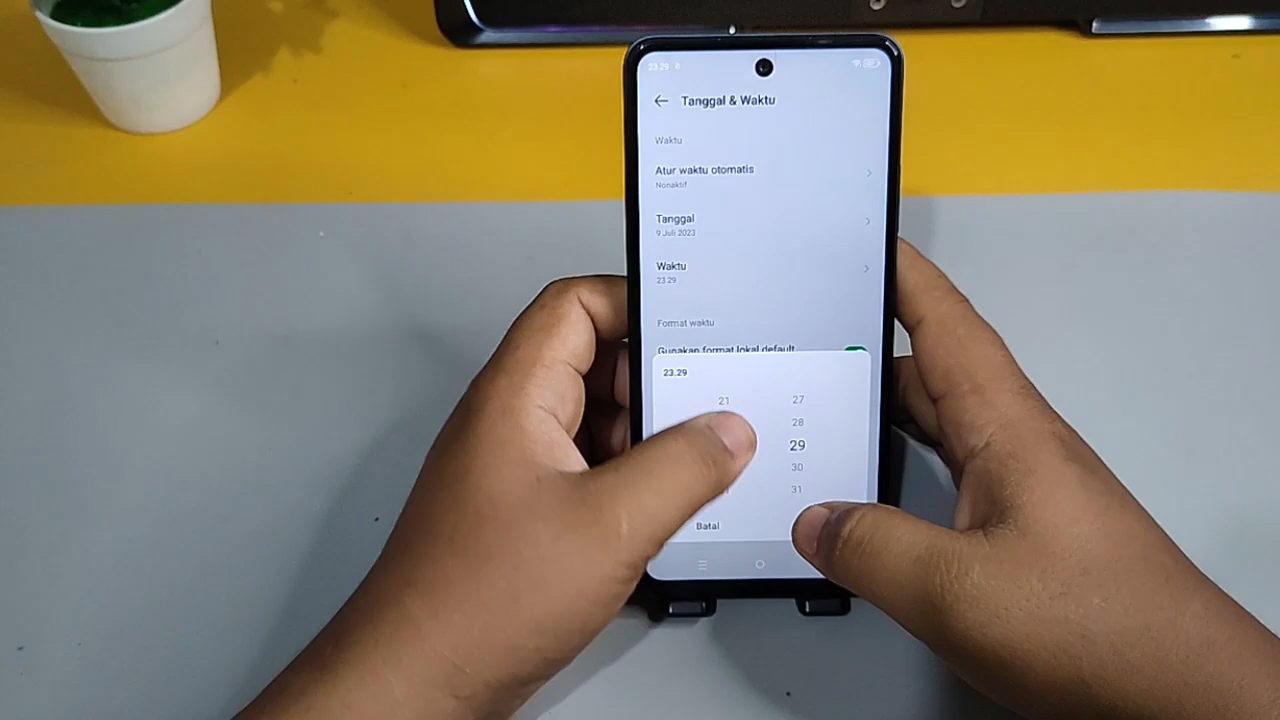 23.29
Tanggal & Waktu
Waktu
Atur waktu otomatis
Nonaktif
Tanggal
9 Juli 2023
Waktu
23.29
Format waktu
Gunakan format lokal default
23.29
21 27
28
29
30
31
Batal